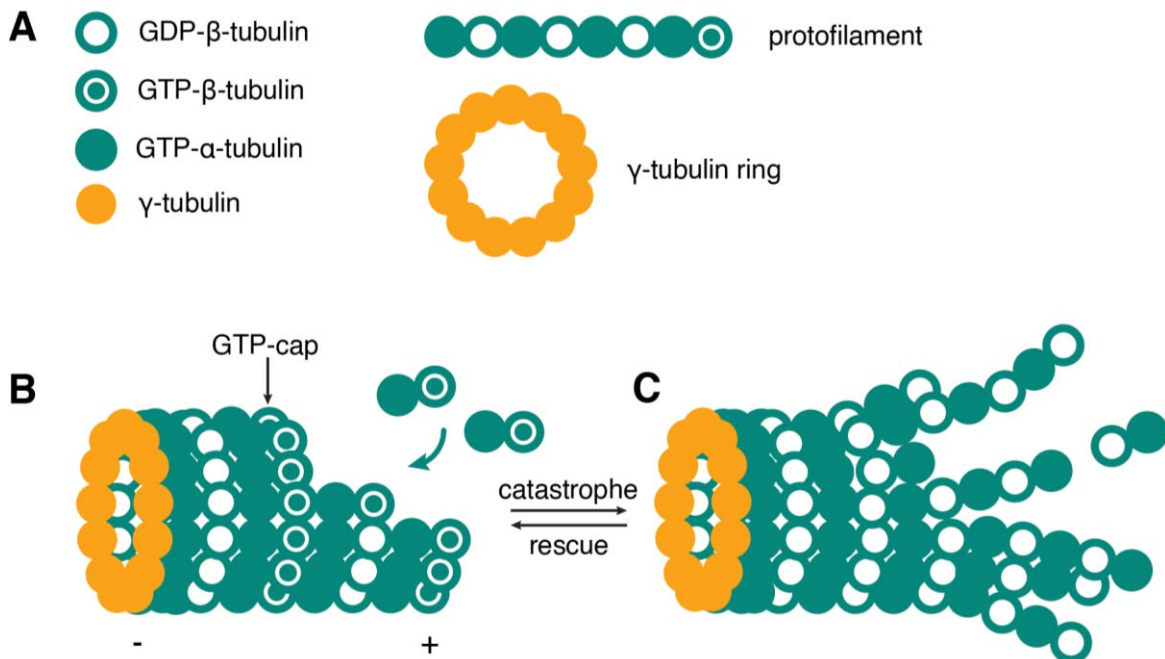 A
GDP-β-tubulin
GTP-β-tubulin
GTP-α-tubulin
γ-tubulin
protofilament
γ-tubulin ring
B
GTP-cap
- +
catastrophe
rescue
C